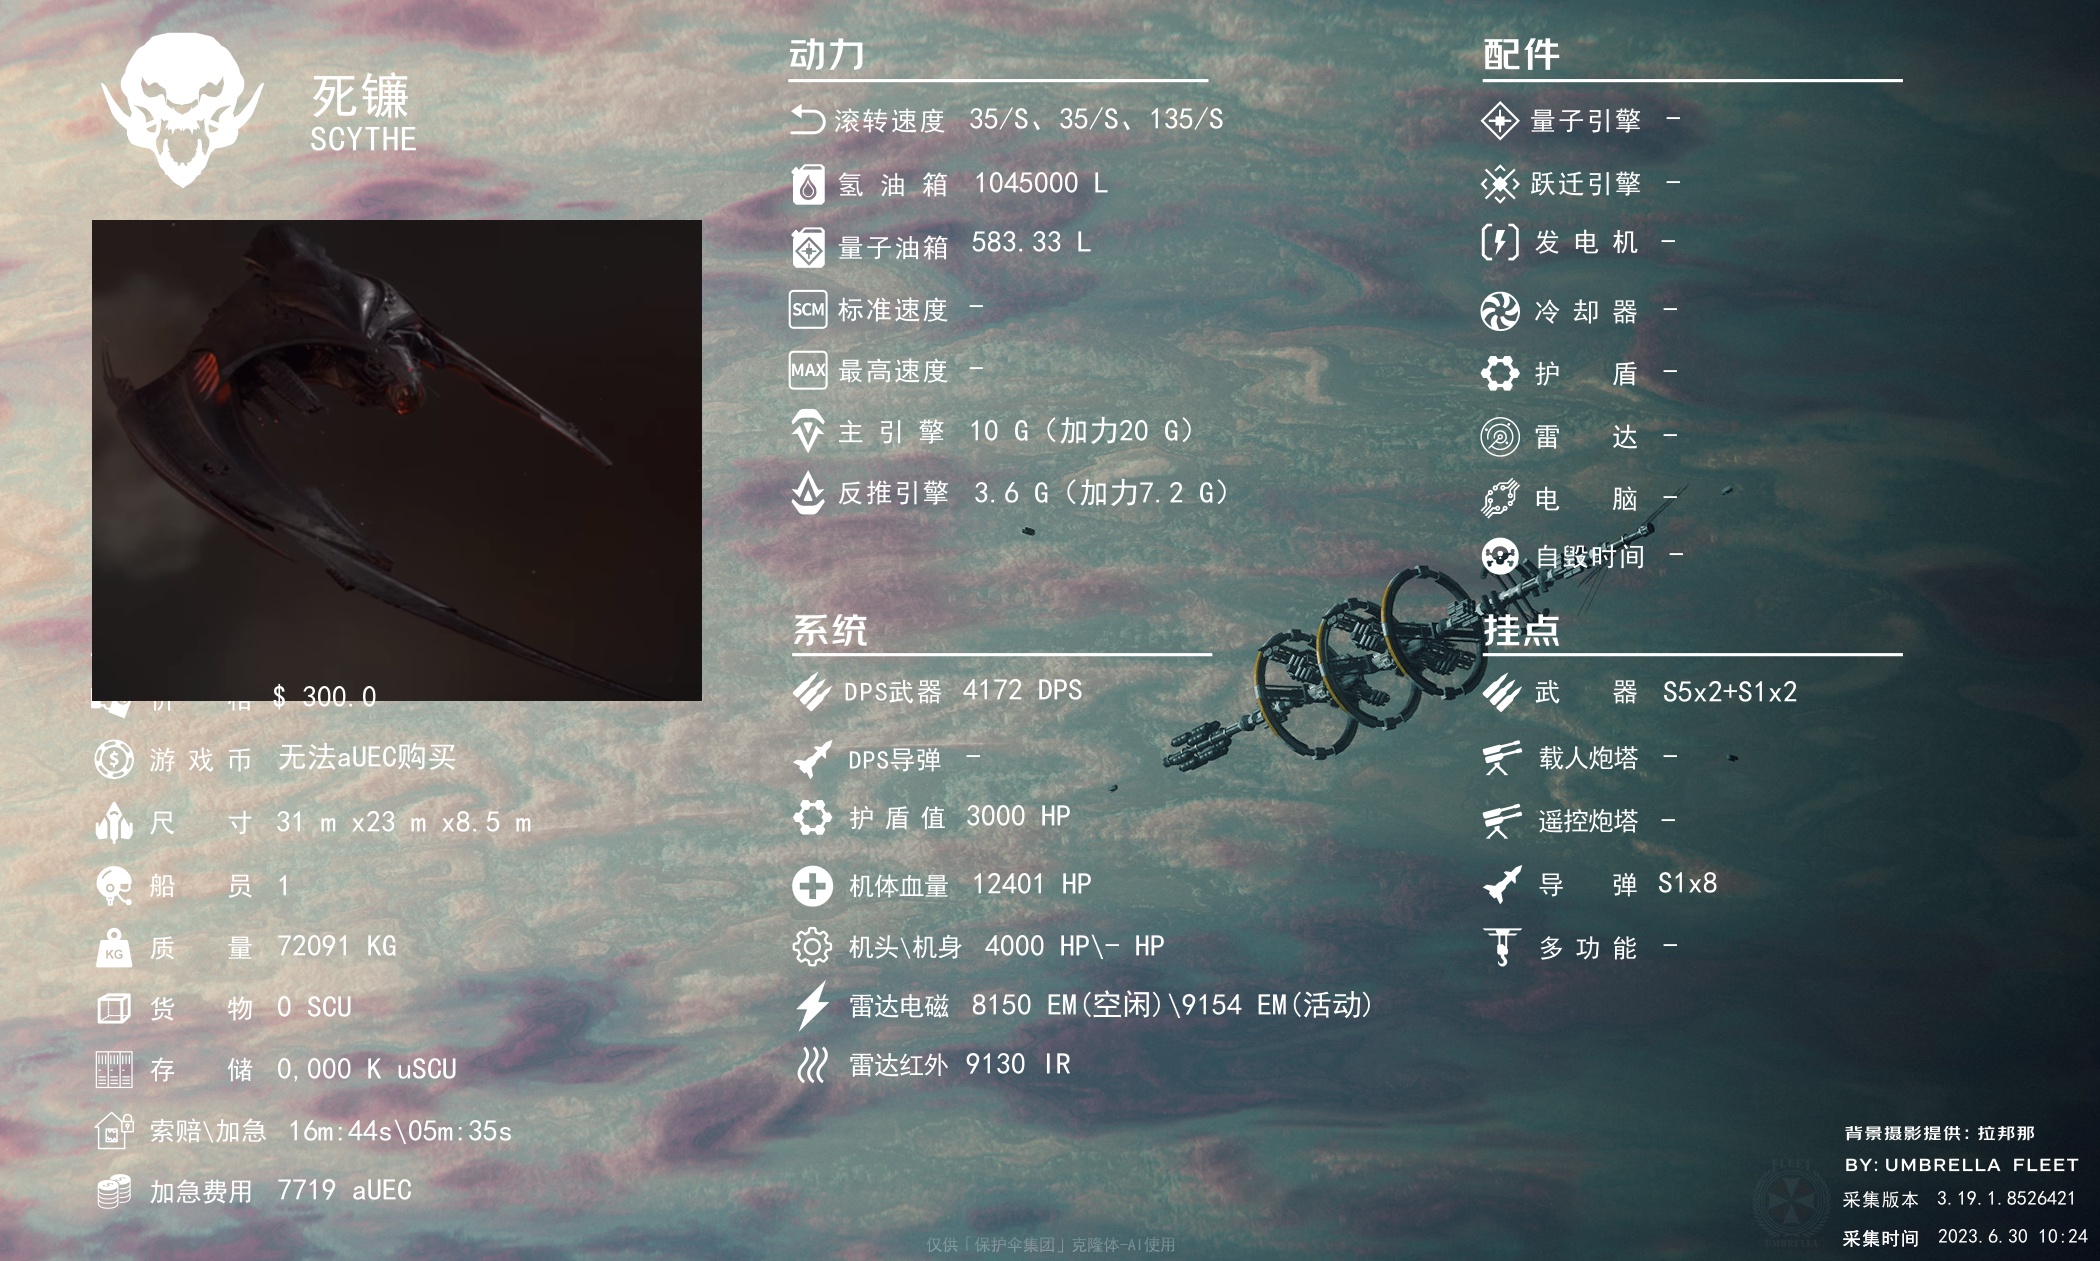 死镰
SCYTHE
$ 300.0
游戏币 无法aUEC购买
尺寸 31 m x23 m x8.5 m
船员 1
KG 质量 72091 KG
货物 0 SCU
存储 0,000 K uSCU
索赔\加急 16m:44s\05m:35s
加急费用 7719 aUEC
动力
滚转速度 35/S、35/S、135/S
氢油箱 1045000 L
量子油箱 583.33 L
SCM 标准速度 -
MAX 最高速度 -
主引擎 10 G（加力20 G）
反推引擎 3.6 G（加力7.2 G）
系统
DPS武器 4172 DPS
DPS导弹 -
护盾值 3000 HP
机体血量 12401 HP
机头\机身 4000 HP\- HP
雷达电磁 8150 EM(空闲)\9154 EM(活动)
雷达红外 9130 IR
配件
量子引擎 -
跃迁引擎 -
发电机 -
冷却器 -
护盾 -
雷达 -
电脑 -
自毁时间 -
挂点
武器 S5x2+S1x2
载人炮塔 -
遥控炮塔 -
导弹 S1x8
多功能 -
背景摄影提供：拉邦那
BY: UMBRELLA FLEET
采集版本 3.19.1.8526421
采集时间 2023.6.30 10:24
仅供「保护伞集团」克隆体-AI使用
FLEET
UMBRELLA